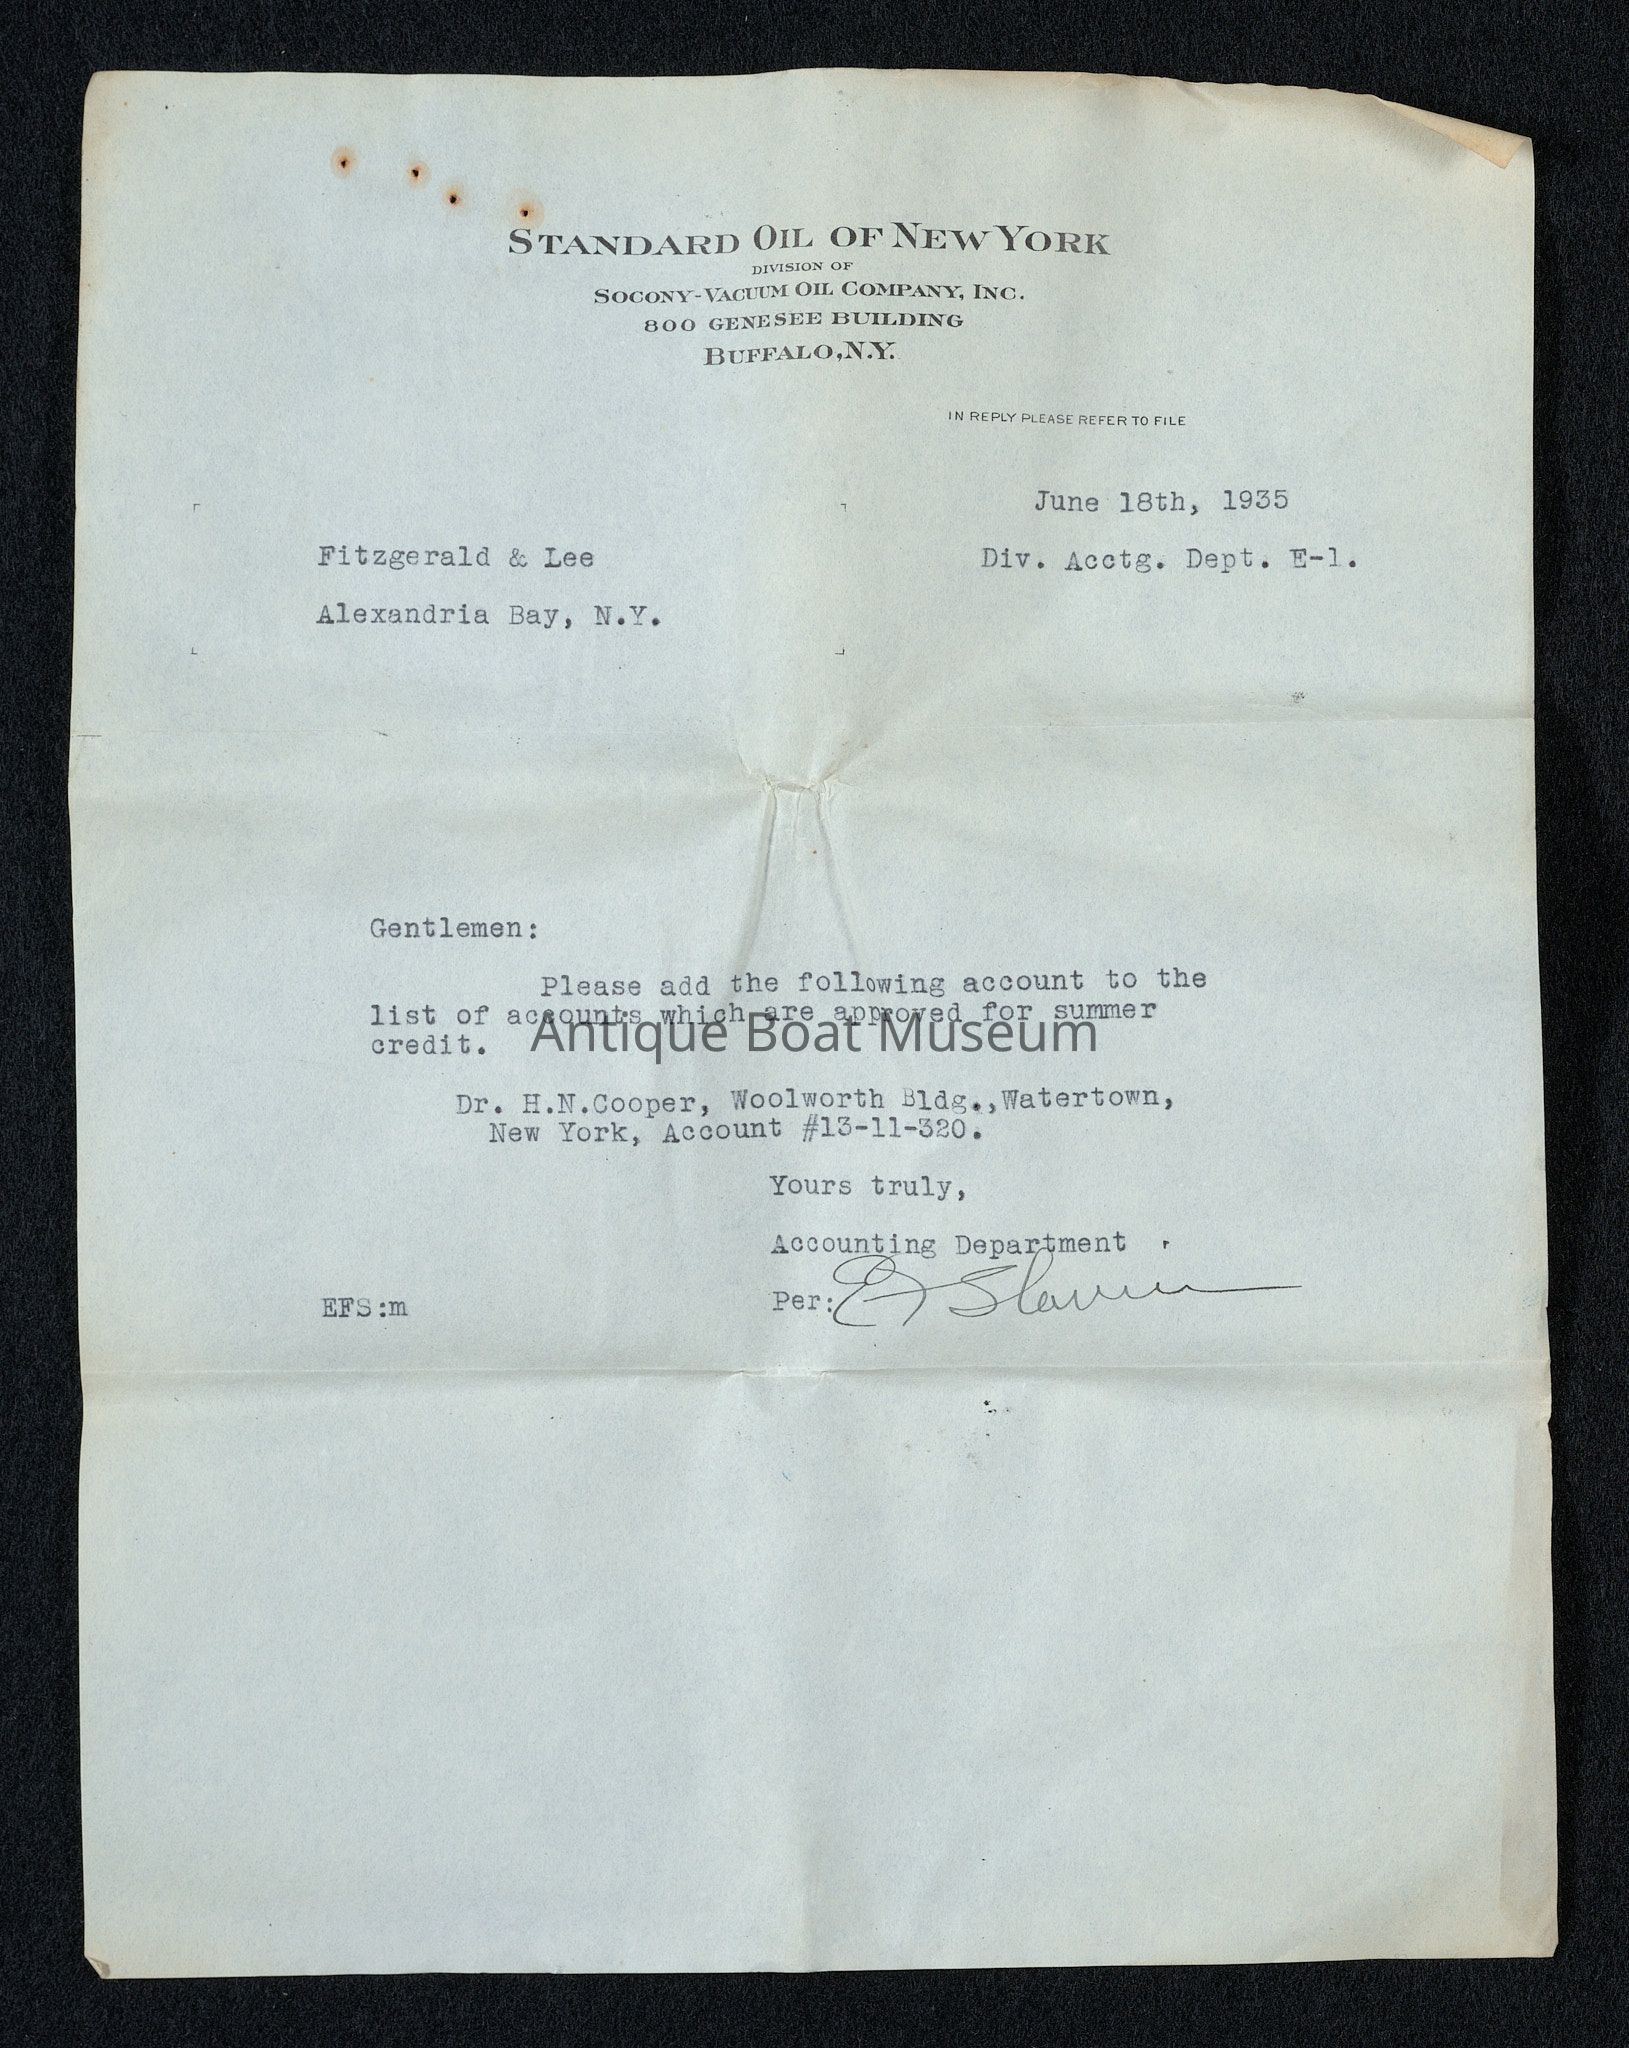 STANDARD OIL OF NEW YORK
DIVISION OF
SOCONY-VACUUM OIL COMPANY, INC.
800 GENESEE BUILDING
BUFFALO, N.Y.
IN REPLY PLEASE REFER TO FILE
June 18th, 1935
Fitzgerald & Lee
Div. Acctg. Dept. E-1.
Alexandria Bay, N.Y.
Gentlemen:
Please add the following account to the
list of accounts which are approved for summer
credit.
Antique Boat Museum
Dr. H.N.Cooper, Woolworth Bldg.,Watertown,
New York, Account #13-11-320.
Yours truly,
Accounting Department
EFS:m
Per: